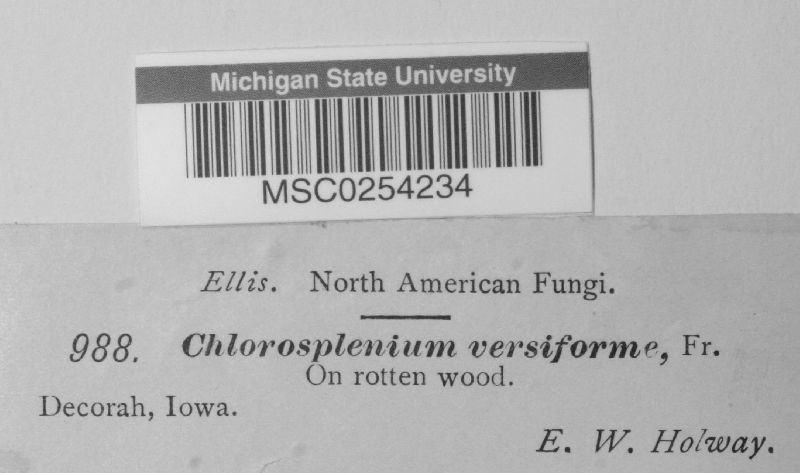 Michigan State University
MSC0254234
Ellis. North American Fungi.
988. Chlorosplenium versiforme, Fr.
On rotten wood.
Decorah, Iowa.
E. W. Holway.